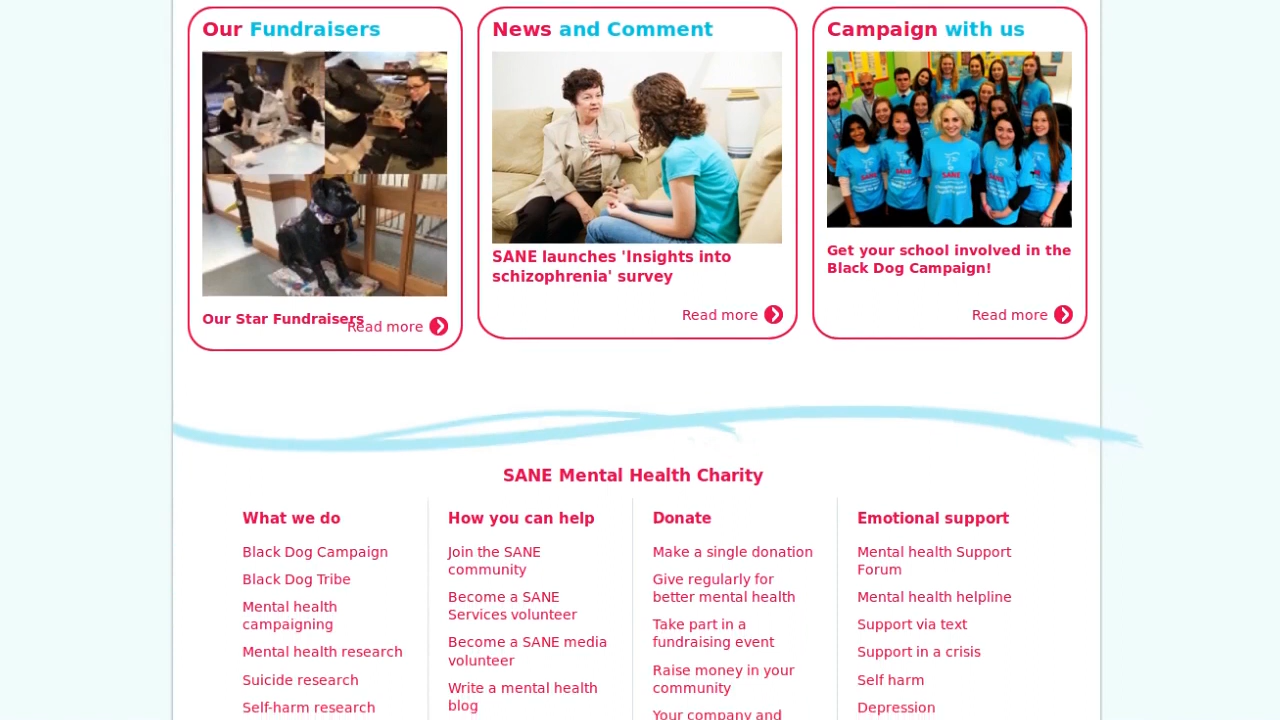 Our Fundraisers
Our Star Fundraisers
Read more
News and Comment
SANE launches 'Insights into
schizophrenia' survey
Read more
Campaign with us
SANE
SANE
SANE
Get your school involved in the
Black Dog Campaign!
Read more
SANE Mental Health Charity
What we do
Black Dog Campaign
Black Dog Tribe
Mental health
campaigning
Mental health research
Suicide research
Self-harm research
How you can help
Join the SANE
community
Become a SANE
Services volunteer
Become a SANE media
volunteer
Write a mental health
blog
Donate
Make a single donation
Give regularly for
better mental health
Take part in a
fundraising event
Raise money in your
community
Your company and
Emotional support
Mental health Support
Forum
Mental health helpline
Support via text
Support in a crisis
Self harm
Depression